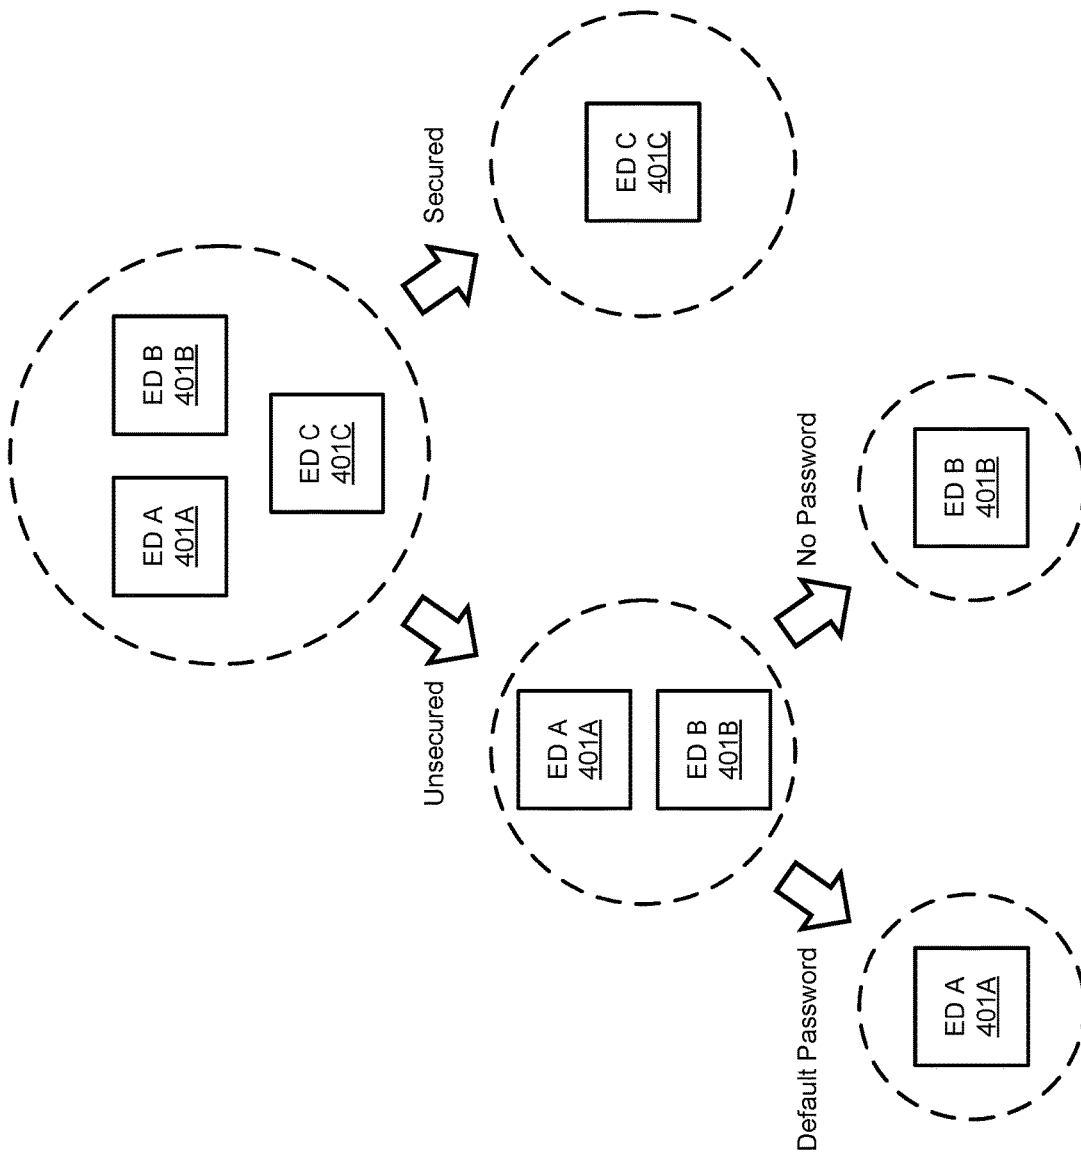 ED A
401A
ED B
401B
ED C
401C
Unsecured
Secured
ED A
401A
ED B
401B
ED C
401C
Default Password
No Password
ED A
401A
ED B
401B